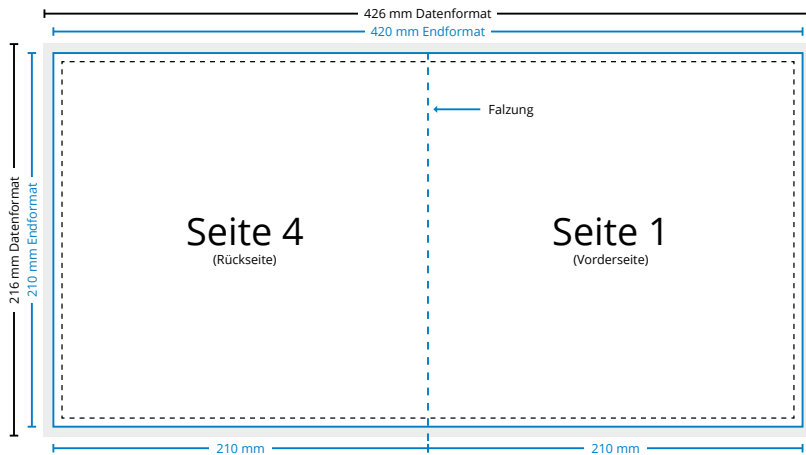 426 mm Datenformat
420 mm Endformat
216 mm Datenformat
210 mm Endformat
Falzung
Seite 4
(Rückseite)
Seite 1
(Vorderseite)
210 mm
210 mm